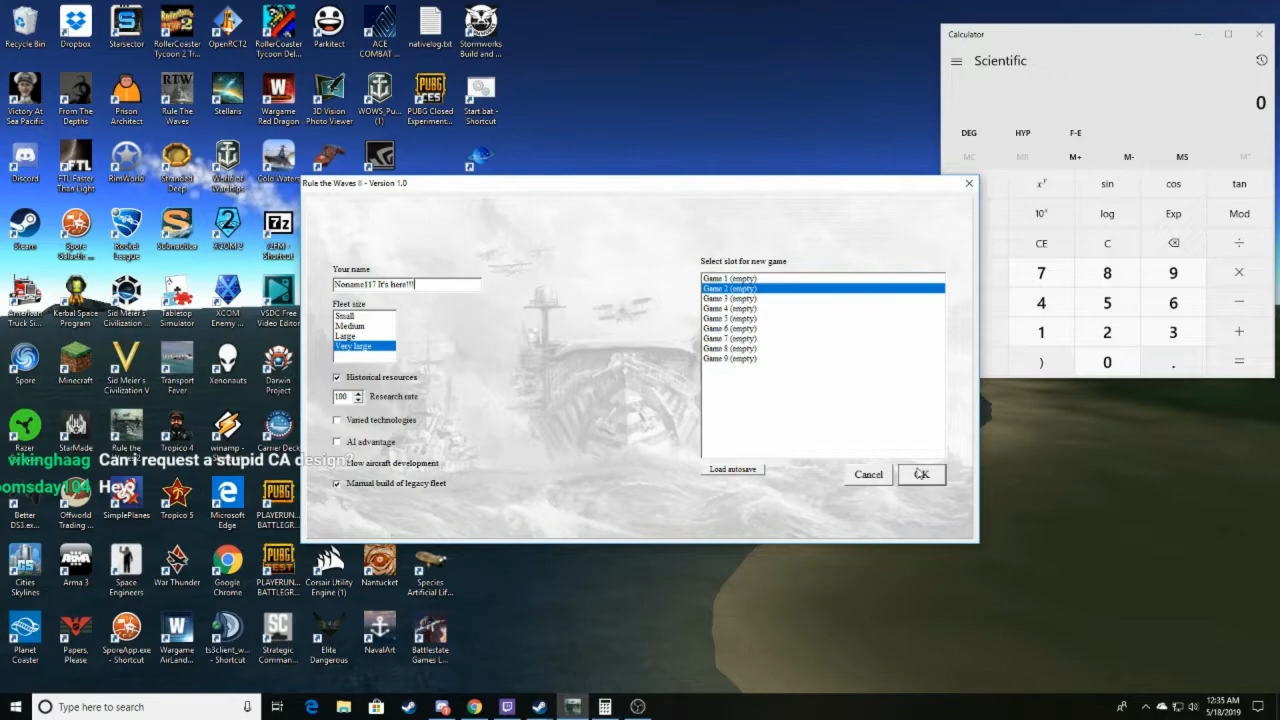 Recycle Bin
Dropbox
Starsector
RollerCoaster Tycoon 2 Tr...
OpenRCT2
RollerCoaster Tycoon Del...
Parkitect
ACE COMBAT ...
nativelog.txt
Stormworks Build and ...
Victory At Sea Pacific
From The Depths
Prison Architect
Rule The Waves
Stellaris
Wargame Red Dragon
3D Vision Photo Viewer
WOWS_Pu... (1)
PUBG Closed Experiment...
Start.bat - Shortcut
Discord
FTL Faster Than Light
RimWorld
Stranded Deep
World of Warships
Cold Waters
Steam
Spore Galactic ...
Rocket League
Subnautica
XCOM 2
Shortcut
Truck Si...
Kerbal Space Program
Sid Meier's Civilization ...
Tabletop Simulator
XCOM Enemy ...
VSDC Free Video Editor
Spore
Minecraft
Sid Meier's Civilization V
Transport Fever
Xenonauts
Darwin Project
Razer
StarMade
Rule the
Tropico 4
winamp -
Carrier Deck
vikinghaag Can i request a stupid CA design?
oomsday104 Hey!
Better DS3.ex...
Offworld Trading ...
SimplePlanes
Tropico 5
Microsoft Edge
PLAYERUN... BATTLEGR...
Cities Skylines
Arma 3
Space Engineers
War Thunder
Google Chrome
PLAYERUN... BATTLEGR...
Corsair Utility Engine (1)
Nantucket
Species Artificial Life...
Planet Coaster
Papers, Please
SporeApp.exe - Shortcut
Wargame AirLand...
ts3client_w... - Shortcut
Strategic Comman...
Elite Dangerous
NavalArt
Battlestate Games L...
Rule the Waves II - Version 1.0
Your name
Noname117 It's here!!!
Fleet size
Small
Medium
Large
Very large
Historical resources
100 Research rate
Varied technologies
AI advantage
Slow aircraft development
Manual build of legacy fleet
Select slot for new game
Game 1 (empty)
Game 2 (empty)
Game 3 (empty)
Game 4 (empty)
Game 5 (empty)
Game 6 (empty)
Game 7 (empty)
Game 8 (empty)
Game 9 (empty)
Load autosave
Cancel
OK
Calculator
Scientific
0
DEG HYP F-E
MC MR M+ M- MS M˅
xʸ sin cos tan
10ˣ log Exp Mod
CE C ⌫ ÷
7 8 9 ×
4 5 6 −
1 2 3 +
) 0 . =
Type here to search
12:35 AM
5/18/2019